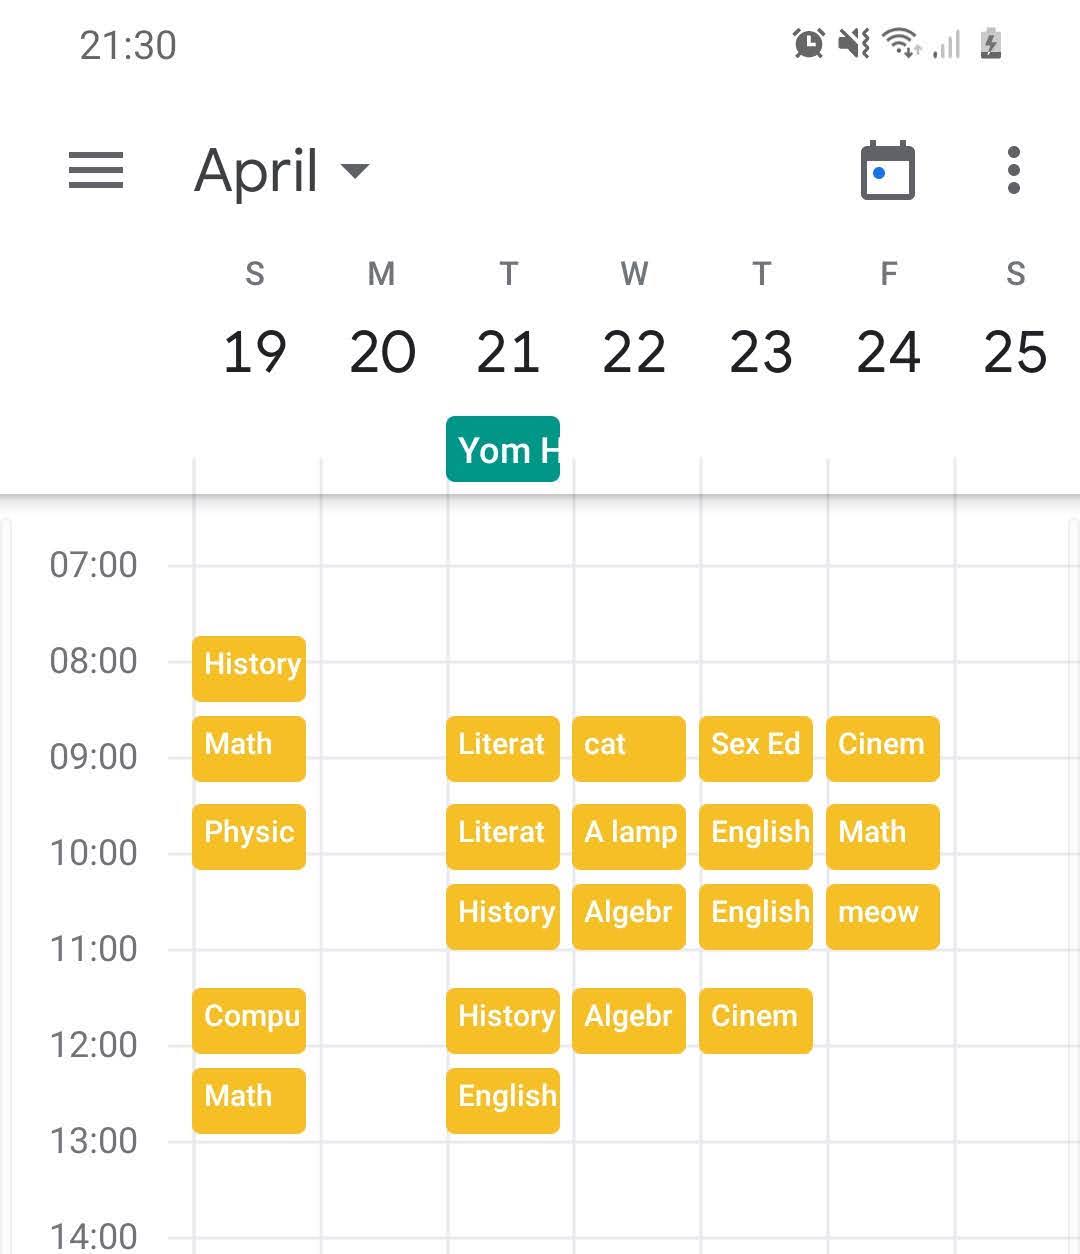 21:30
April
S M T W T F S
19 20 21 22 23 24 25
Yom H
07:00
08:00 History
09:00 Math Literat cat Sex Ed Cinem
10:00 Physic Literat A lamp English Math
11:00 History Algebr English meow
12:00 Compu History Algebr Cinem
13:00 Math English
14:00